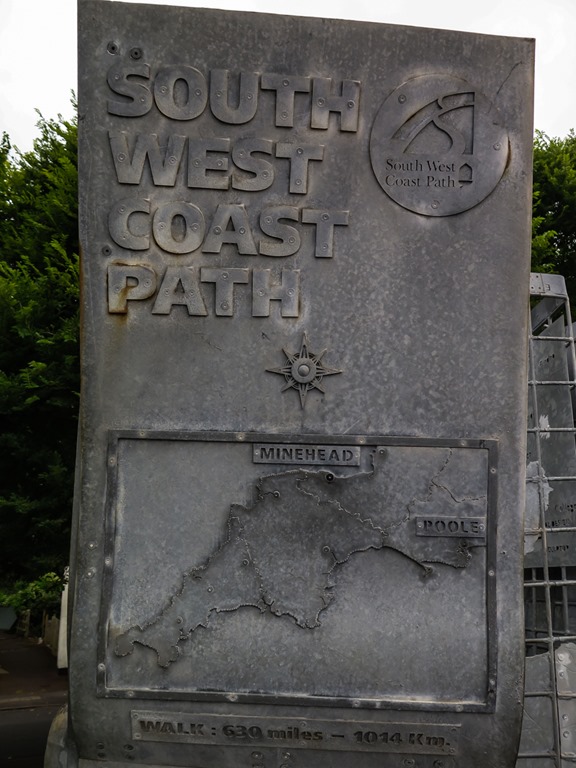 SOUTH
WEST
COAST
PATH
South West
Coast Path
MINEHEAD
POOLE
WALK : 630 miles – 1014 Km.